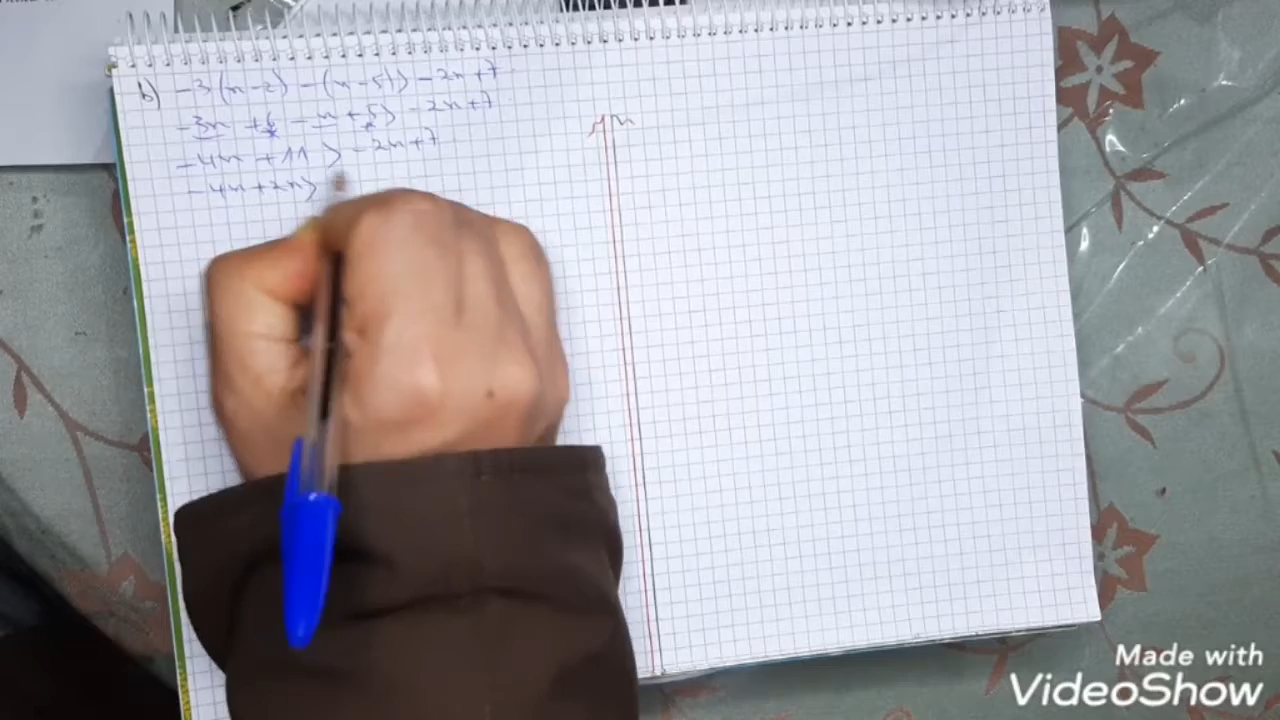 b) -3(x-2) -(x-5) > -2x+7
-3x +6 -x +5 > -2x+7
-4x +11 > -2x+7
-4x+2x >
Made with
VideoShow